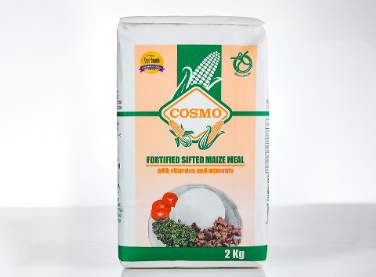 COSMO
FORTIFIED SIFTED MAIZE MEAL
with vitamins and minerals
2 Kg